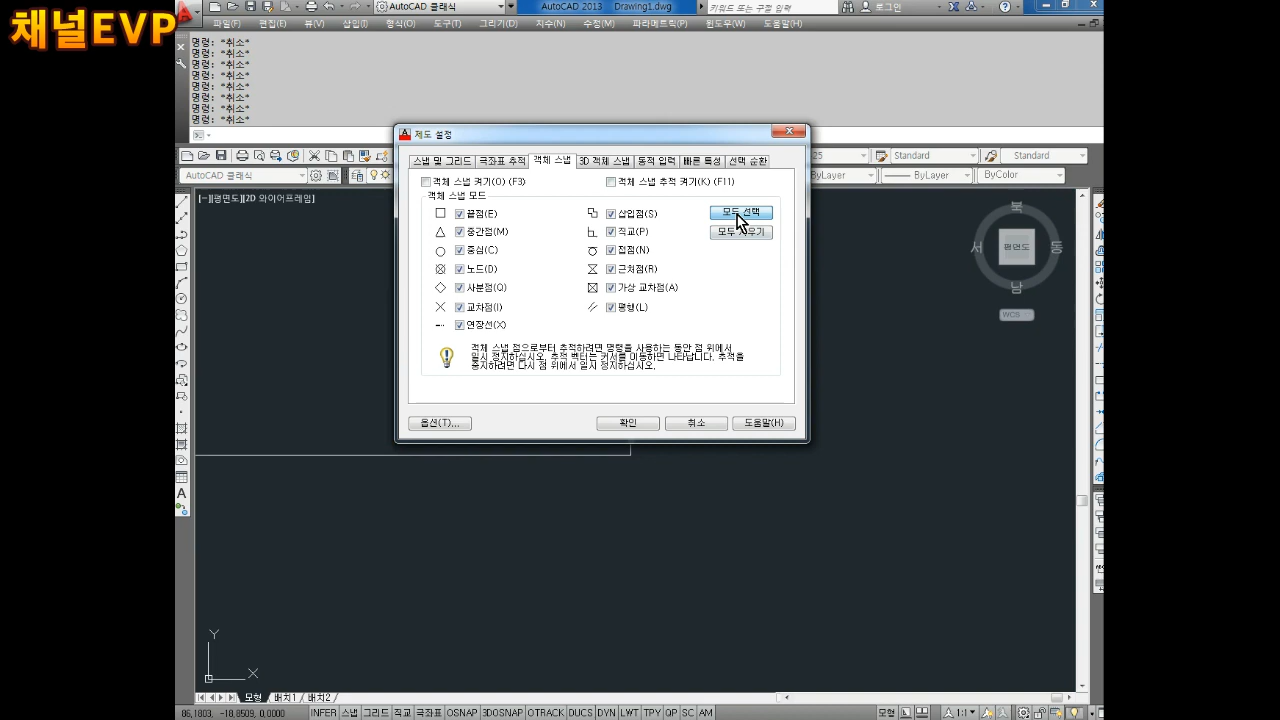 채널EVP
AutoCAD 클래식
AutoCAD 2013 Drawing1.dwg
키워드 또는 구절 입력
로그인
파일(F) 편집(E) 뷰(V) 삽입(I) 형식(O) 도구(T) 그리기(D) 치수(N) 수정(M) 파라메트릭(P) 윈도우(W) 도움말(H)
명령: *취소*
명령: *취소*
명령: *취소*
명령: *취소*
명령: *취소*
명령: *취소*
명령: *취소*
명령: *취소*
25 Standard Standard
AutoCAD 클래식
ByLayer ByLayer ByColor
[-][평면도][2D 와이어프레임]
북
서 평면도 동
남
WCS
제도 설정
스냅 및 그리드 극좌표 추적 객체 스냅 3D 객체 스냅 동적 입력 빠른 특성 선택 순환
객체 스냅 켜기(O) (F3) 객체 스냅 추적 켜기(K) (F11)
객체 스냅 모드
끝점(E) 삽입점(S) 모두 선택
중간점(M) 직교(P) 모두 지우기
중심(C) 접점(N)
노드(D) 근처점(R)
사분점(Q) 가상 교차점(A)
교차점(I) 평행(L)
연장선(X)
객체 스냅 점으로부터 추적하려면 명령을 사용하는 동안 점 위에서
일시 정지하십시오. 추적 벡터는 커서를 이동하면 나타납니다. 추적을
중지하려면 다시 점 위에서 일시 정지하십시오.
옵션(T)... 확인 취소 도움말(H)
A
Y
X
모형 배치1 배치2
86,1803, -18,8509, 0,0000 INFER 스냅 그리드 직교 극좌표 OSNAP 3DOSNAP OTRACK DUCS DYN LWT TPY QP SC AM 모형 1:1